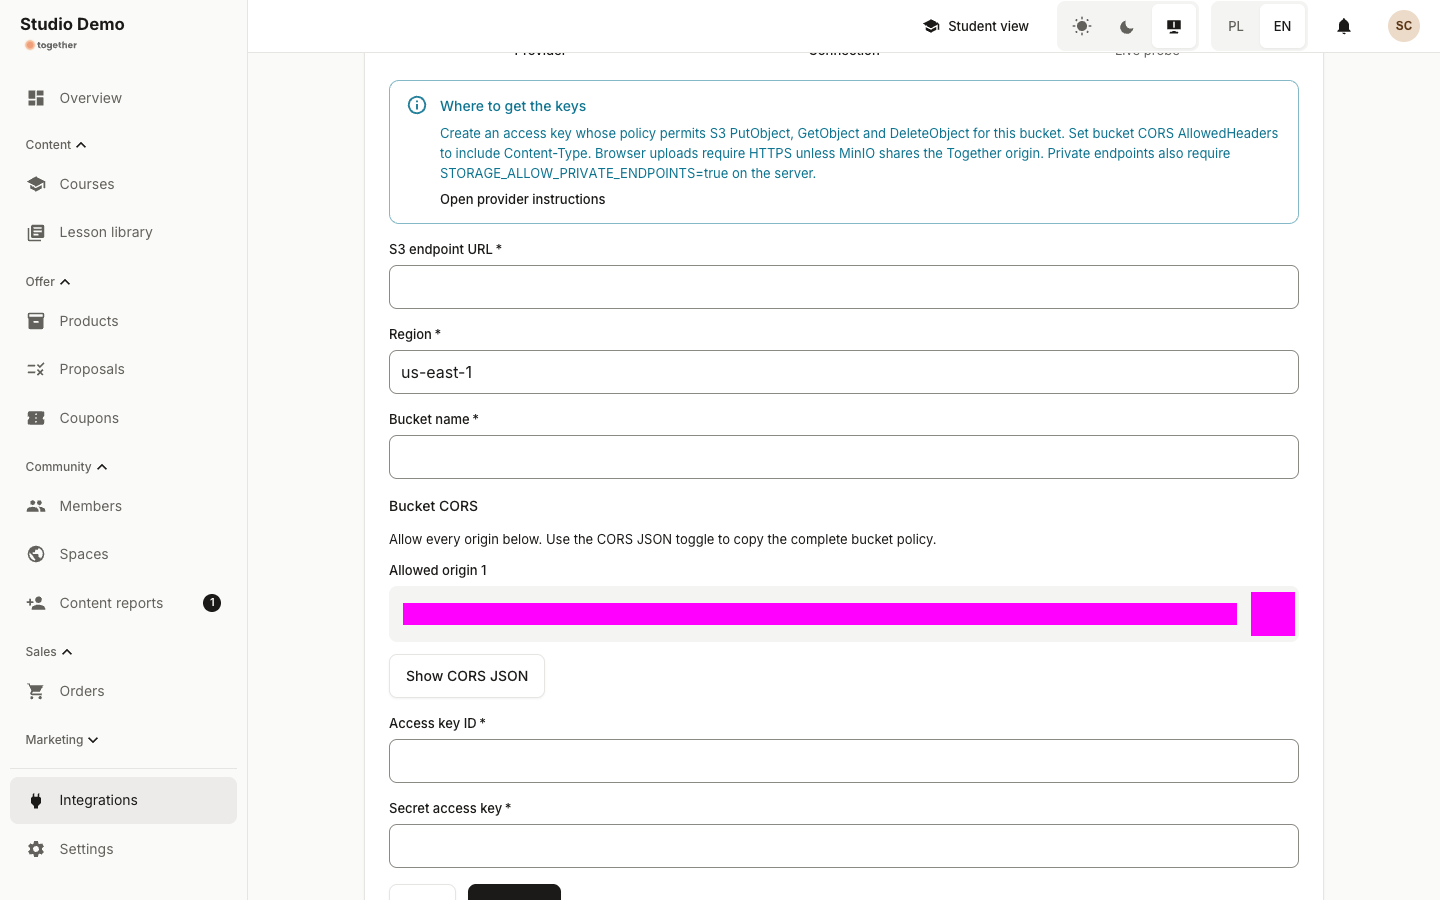 Studio Demo
together
Student view
PL
EN
SC
Overview
Content
Courses
Lesson library
Offer
Products
Proposals
Coupons
Community
Members
Spaces
Content reports
1
Sales
Orders
Marketing
Integrations
Settings
Provider
Connection
Live probe
Where to get the keys
Create an access key whose policy permits S3 PutObject, GetObject and DeleteObject for this bucket. Set bucket CORS AllowedHeaders
to include Content-Type. Browser uploads require HTTPS unless MinIO shares the Together origin. Private endpoints also require
STORAGE_ALLOW_PRIVATE_ENDPOINTS=true on the server.
Open provider instructions
S3 endpoint URL *
Region *
us-east-1
Bucket name *
Bucket CORS
Allow every origin below. Use the CORS JSON toggle to copy the complete bucket policy.
Allowed origin 1
Show CORS JSON
Access key ID *
Secret access key *